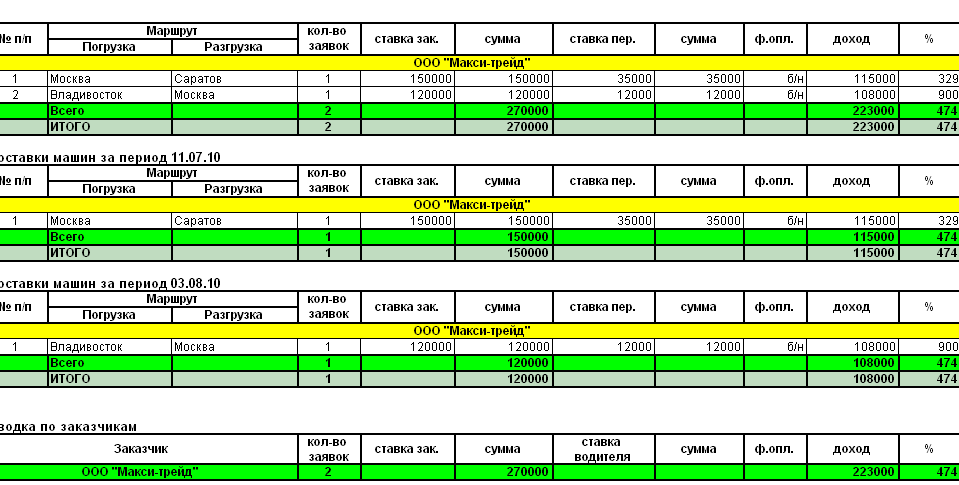 № п/п Маршрут кол-во заявок ставка зак. сумма ставка пер. сумма ф.опл. доход %
Погрузка Разгрузка
ООО "Макси-трейд"
1 Москва Саратов 1 150000 150000 35000 35000 б/н 115000 329
2 Владивосток Москва 1 120000 120000 12000 12000 б/н 108000 900
Всего 2 270000 223000 474
ИТОГО 2 270000 223000 474
оставки машин за период 11.07.10
№ п/п Маршрут кол-во заявок ставка зак. сумма ставка пер. сумма ф.опл. доход %
Погрузка Разгрузка
ООО "Макси-трейд"
1 Москва Саратов 1 150000 150000 35000 35000 б/н 115000 329
Всего 1 150000 115000 474
ИТОГО 1 150000 115000 474
оставки машин за период 03.08.10
№ п/п Маршрут кол-во заявок ставка зак. сумма ставка пер. сумма ф.опл. доход %
Погрузка Разгрузка
ООО "Макси-трейд"
1 Владивосток Москва 1 120000 120000 12000 12000 б/н 108000 900
Всего 1 120000 108000 474
ИТОГО 1 120000 108000 474
водка по заказчикам
Заказчик кол-во заявок ставка зак. сумма ставка водителя сумма ф.опл. доход %
ООО "Макси-трейд" 2 270000 223000 474